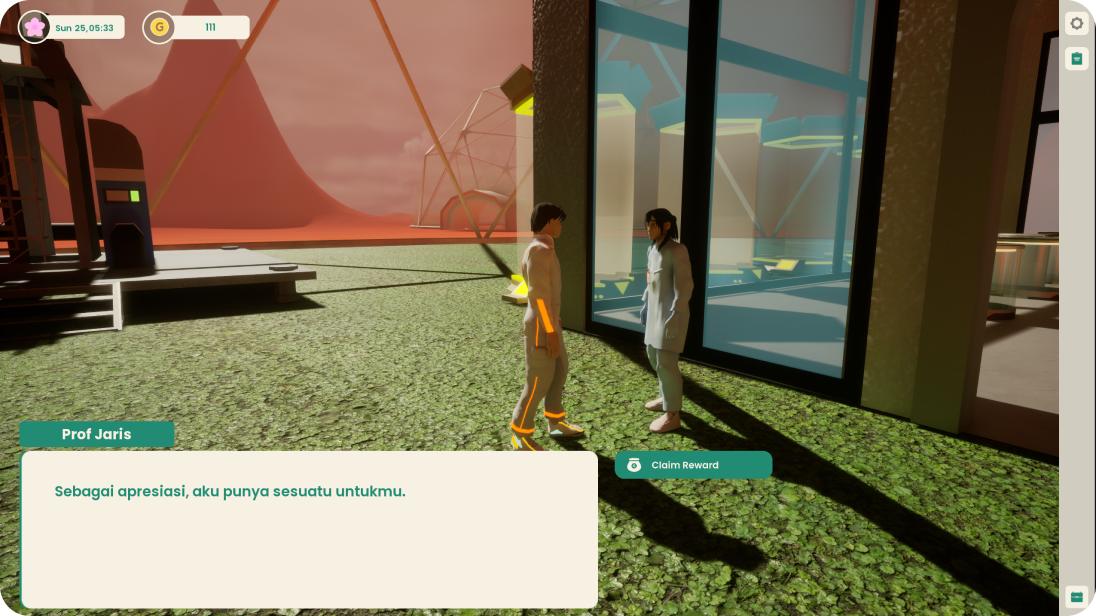 Sun 25,05:33
G
111
Prof Jaris
Sebagai apresiasi, aku punya sesuatu untukmu.
Claim Reward